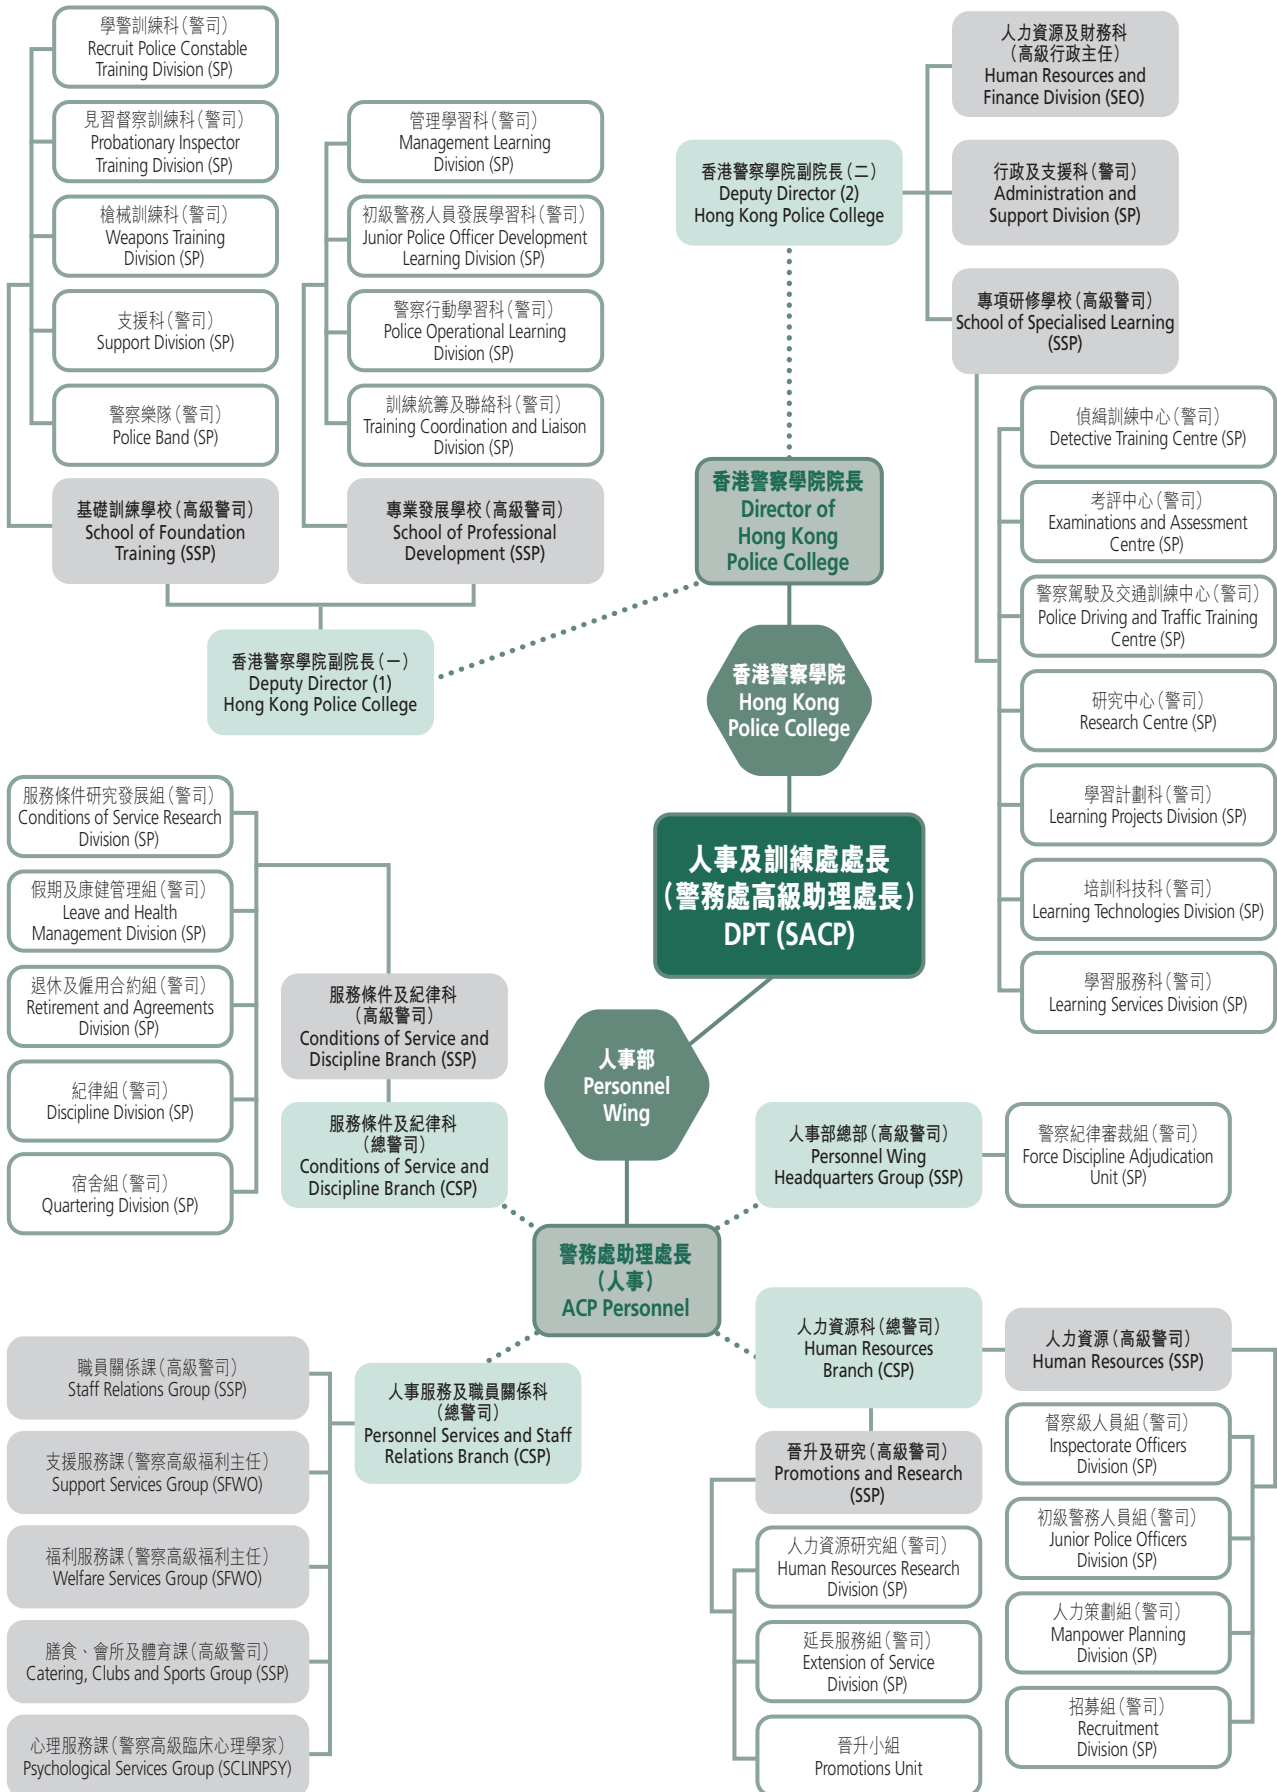 學警訓練科(警司)
Recruit Police Constable
Training Division (SP)
見習督察訓練科(警司)
Probationary Inspector
Training Division (SP)
槍械訓練科(警司)
Weapons Training
Division (SP)
支援科(警司)
Support Division (SP)
警察樂隊(警司)
Police Band (SP)
基礎訓練學校(高級警司)
School of Foundation
Training (SSP)
管理學習科(警司)
Management Learning
Division (SP)
初級警務人員發展學習科(警司)
Junior Police Officer Development
Learning Division (SP)
警察行動學習科(警司)
Police Operational Learning
Division (SP)
訓練統籌及聯絡科(警司)
Training Coordination and Liaison
Division (SP)
專業發展學校(高級警司)
School of Professional
Development (SSP)
香港警察學院副院長(一)
Deputy Director (1)
Hong Kong Police College
人力資源及財務科
(高級行政主任)
Human Resources and
Finance Division (SEO)
香港警察學院副院長(二)
Deputy Director (2)
Hong Kong Police College
行政及支援科(警司)
Administration and
Support Division (SP)
專項研修學校(高級警司)
School of Specialised Learning
(SSP)
偵緝訓練中心(警司)
Detective Training Centre (SP)
考評中心(警司)
Examinations and Assessment
Centre (SP)
警察駕駛及交通訓練中心(警司)
Police Driving and Traffic Training
Centre (SP)
研究中心(警司)
Research Centre (SP)
學習計劃科(警司)
Learning Projects Division (SP)
培訓科技科(警司)
Learning Technologies Division (SP)
學習服務科(警司)
Learning Services Division (SP)
香港警察學院院長
Director of
Hong Kong
Police College
香港警察學院
Hong Kong
Police College
人事及訓練處處長
(警務處高級助理處長)
DPT (SACP)
人事部
Personnel
Wing
服務條件研究發展組(警司)
Conditions of Service Research
Division (SP)
假期及康健管理組(警司)
Leave and Health
Management Division (SP)
退休及僱用合約組(警司)
Retirement and Agreements
Division (SP)
紀律組(警司)
Discipline Division (SP)
宿舍組(警司)
Quartering Division (SP)
服務條件及紀律科
(高級警司)
Conditions of Service and
Discipline Branch (SSP)
服務條件及紀律科
(總警司)
Conditions of Service and
Discipline Branch (CSP)
人事部總部(高級警司)
Personnel Wing
Headquarters Group (SSP)
警察紀律審裁組(警司)
Force Discipline Adjudication
Unit (SP)
警務處助理處長
(人事)
ACP Personnel
職員關係課(高級警司)
Staff Relations Group (SSP)
支援服務課(警察高級福利主任)
Support Services Group (SFWO)
福利服務課(警察高級福利主任)
Welfare Services Group (SFWO)
膳食、會所及體育課(高級警司)
Catering, Clubs and Sports Group (SSP)
心理服務課(警察高級臨床心理學家)
Psychological Services Group (SCLINPSY)
人事服務及職員關係科
(總警司)
Personnel Services and Staff
Relations Branch (CSP)
人力資源科(總警司)
Human Resources
Branch (CSP)
晉升及研究(高級警司)
Promotions and Research
(SSP)
人力資源研究組(警司)
Human Resources Research
Division (SP)
延長服務組(警司)
Extension of Service
Division (SP)
晉升小組
Promotions Unit
人力資源(高級警司)
Human Resources (SSP)
督察級人員組(警司)
Inspectorate Officers
Division (SP)
初級警務人員組(警司)
Junior Police Officers
Division (SP)
人力策劃組(警司)
Manpower Planning
Division (SP)
招募組(警司)
Recruitment
Division (SP)